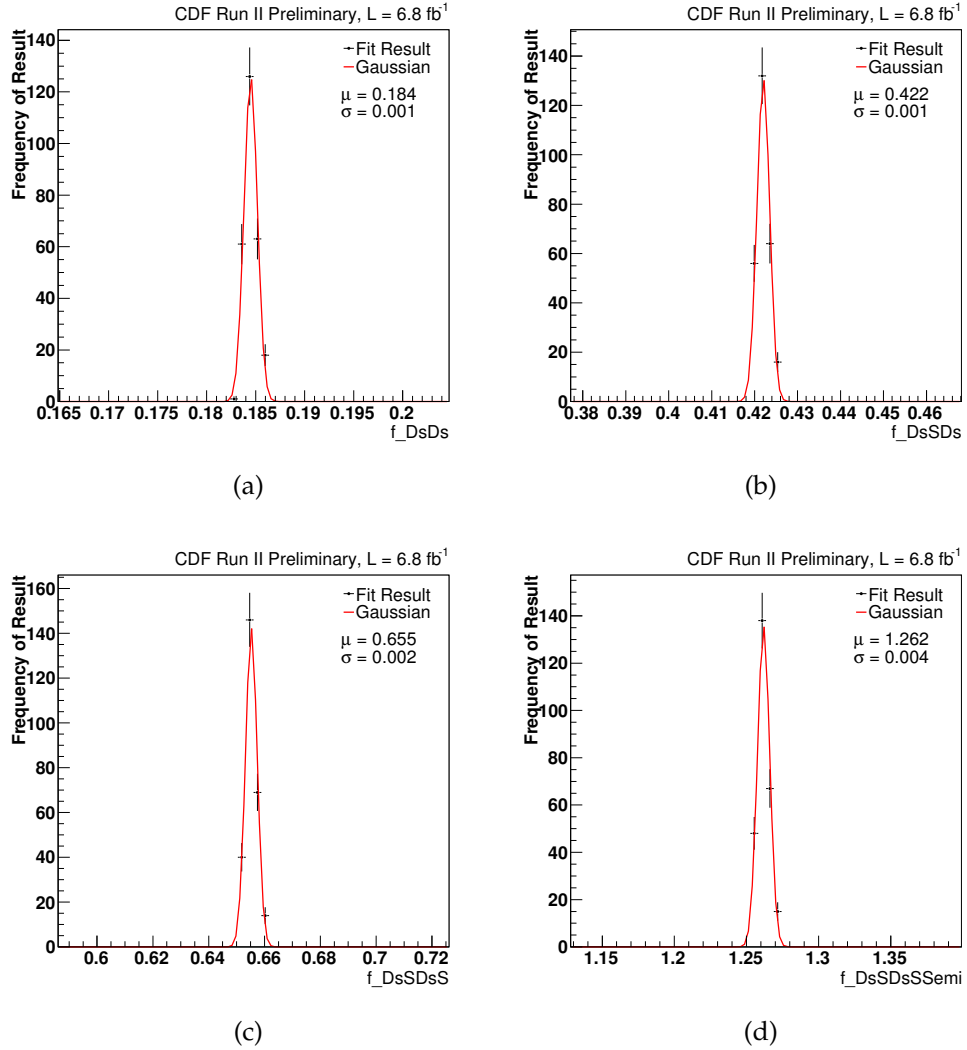 CDF Run II Preliminary, L = 6.8 fb-1
Frequency of Result
140
120
100
80
60
40
20
0
Fit Result
Gaussian
μ = 0.184
σ = 0.001
0.165 0.17 0.175 0.18 0.185 0.19 0.195 0.2
f_DsDs
(a)
CDF Run II Preliminary, L = 6.8 fb-1
Frequency of Result
140
120
100
80
60
40
20
0
Fit Result
Gaussian
μ = 0.422
σ = 0.001
0.38 0.39 0.4 0.41 0.42 0.43 0.44 0.45 0.46
f_DsSDs
(b)
CDF Run II Preliminary, L = 6.8 fb-1
Frequency of Result
160
140
120
100
80
60
40
20
0
Fit Result
Gaussian
μ = 0.655
σ = 0.002
0.6 0.62 0.64 0.66 0.68 0.7 0.72
f_DsSDsS
(c)
CDF Run II Preliminary, L = 6.8 fb-1
Frequency of Result
140
120
100
80
60
40
20
0
Fit Result
Gaussian
μ = 1.262
σ = 0.004
1.15 1.2 1.25 1.3 1.35
f_DsSDsSSemi
(d)